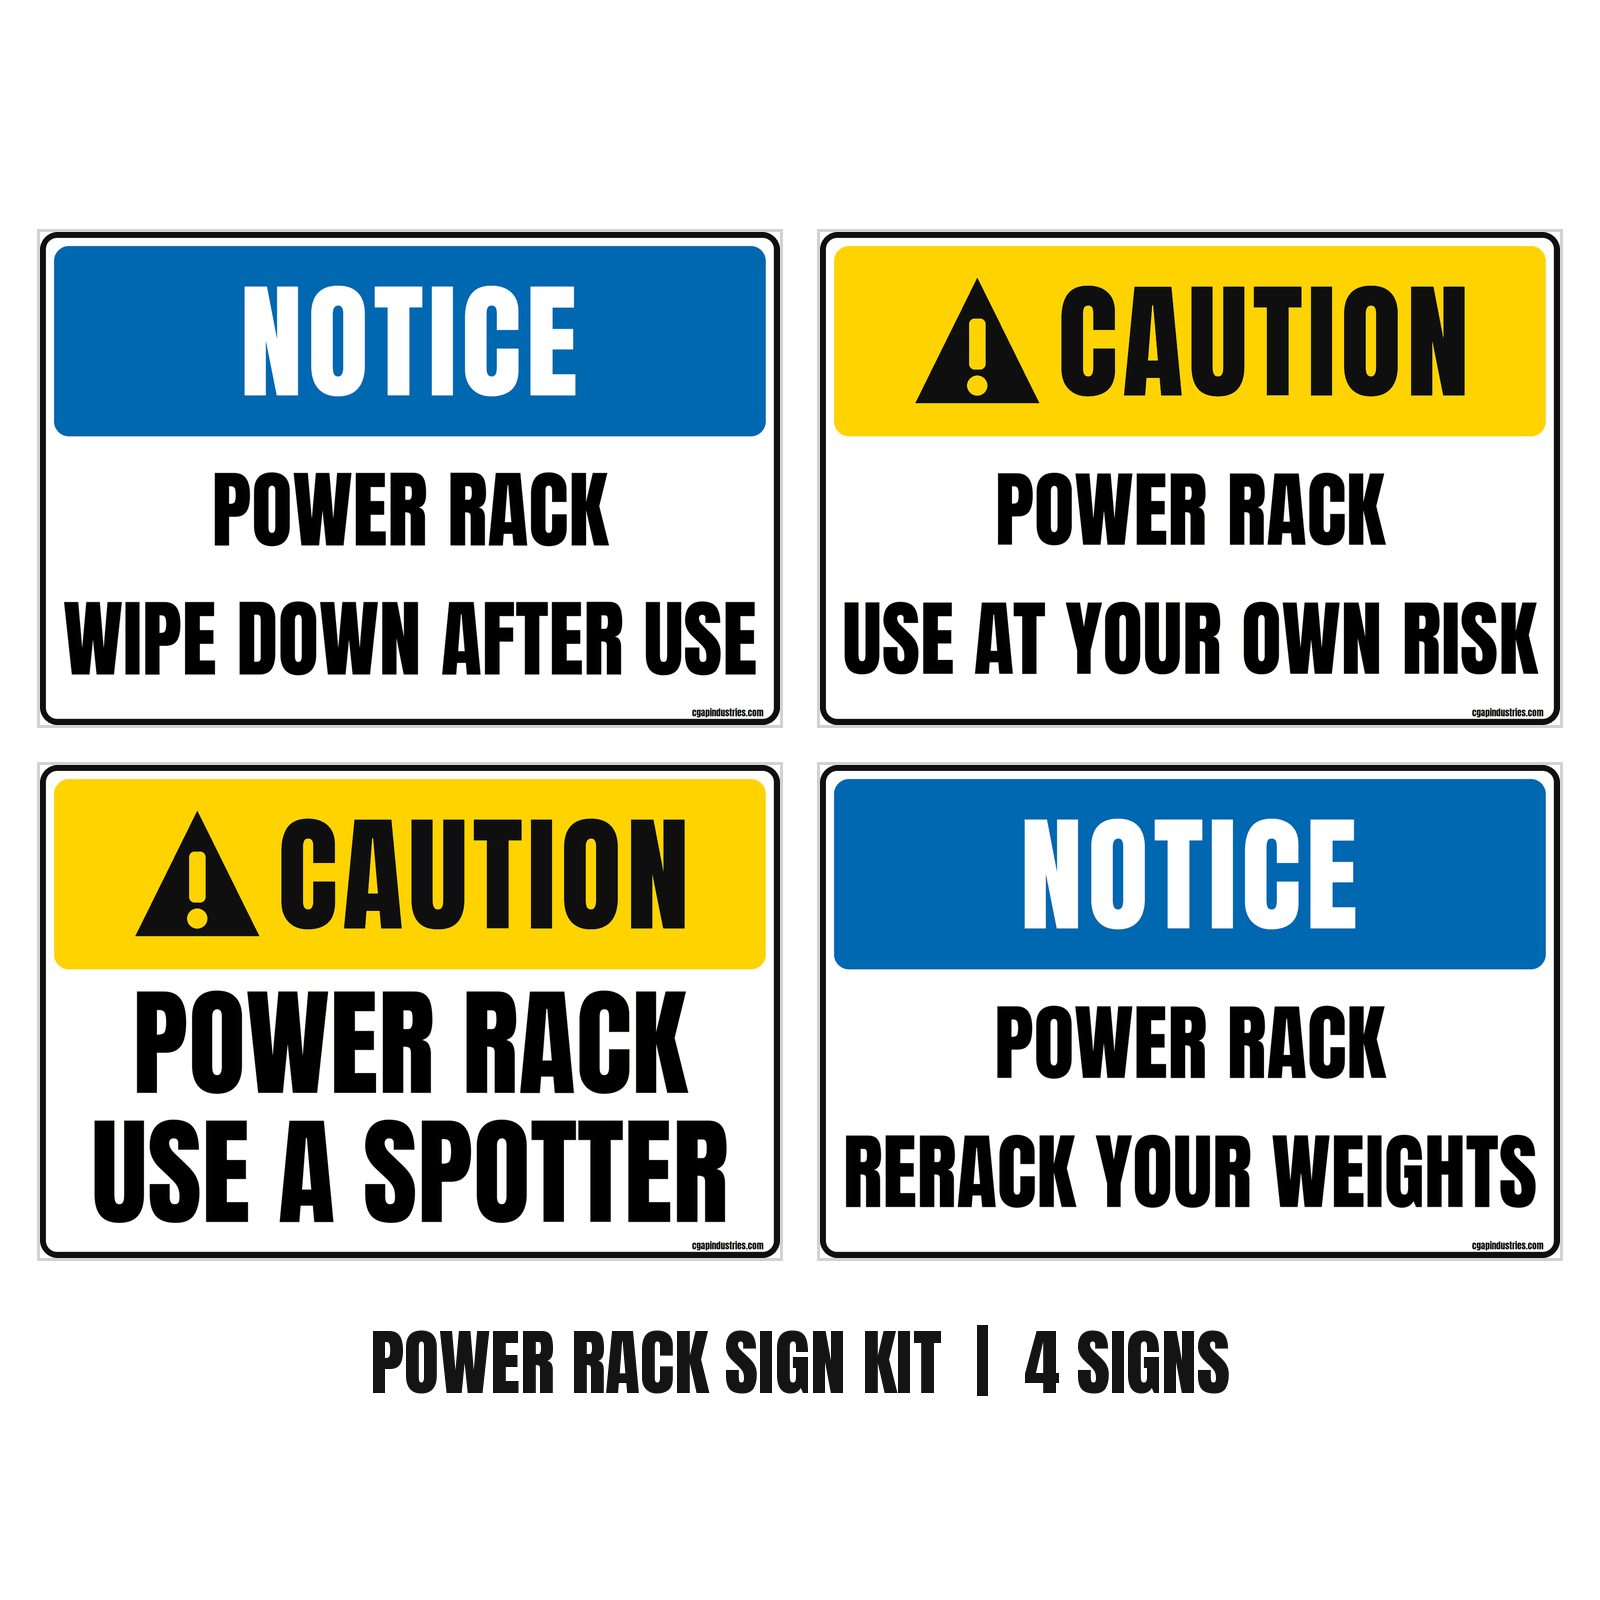 NOTICE
POWER RACK
WIPE DOWN AFTER USE
cgapindustries.com
CAUTION
POWER RACK
USE AT YOUR OWN RISK
cgapindustries.com
CAUTION
POWER RACK
USE A SPOTTER
cgapindustries.com
NOTICE
POWER RACK
RERACK YOUR WEIGHTS
cgapindustries.com
POWER RACK SIGN KIT | 4 SIGNS